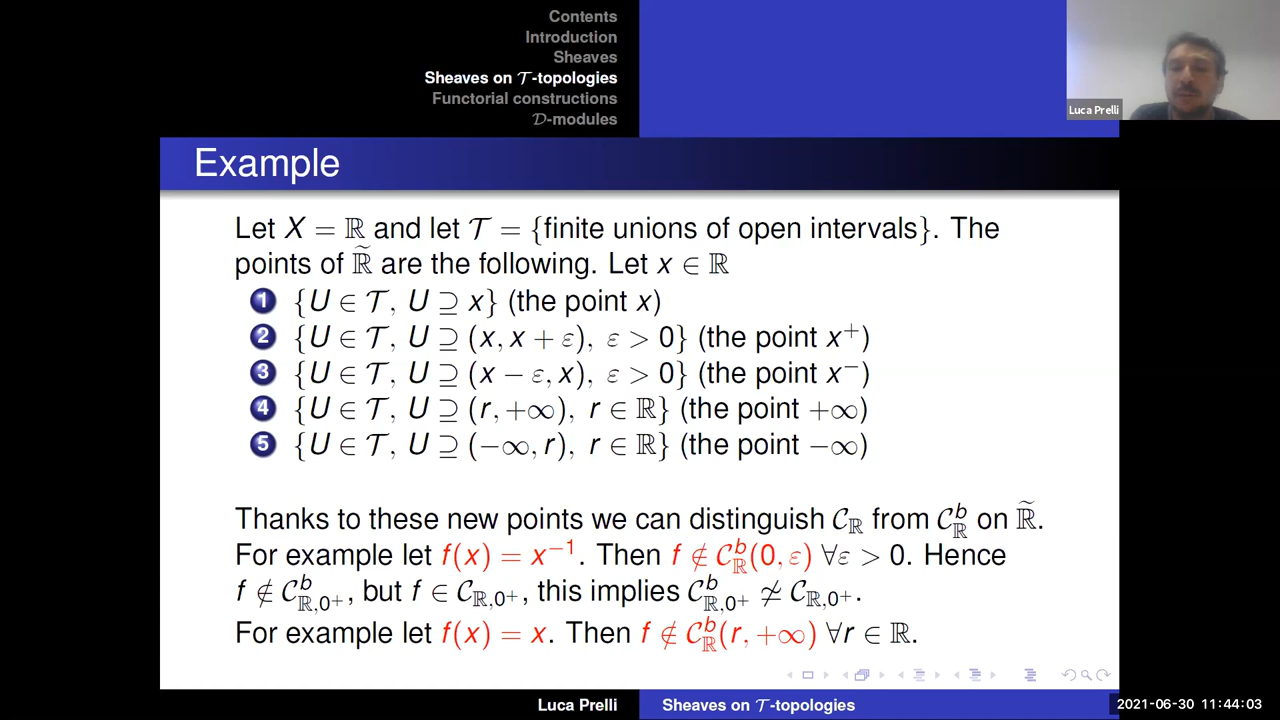 Contents
Introduction
Sheaves
Sheaves on 𝒯-topologies
Functorial constructions
𝒟-modules
Luca Prelli
Example
Let X = ℝ and let 𝒯 = {finite unions of open intervals}. The
points of ℝ̃ are the following. Let x ∈ ℝ
1 {U ∈ 𝒯, U ⊇ x} (the point x)
2 {U ∈ 𝒯, U ⊇ (x, x + ε), ε > 0} (the point x⁺)
3 {U ∈ 𝒯, U ⊇ (x − ε, x), ε > 0} (the point x⁻)
4 {U ∈ 𝒯, U ⊇ (r, +∞), r ∈ ℝ} (the point +∞)
5 {U ∈ 𝒯, U ⊇ (−∞, r), r ∈ ℝ} (the point −∞)
Thanks to these new points we can distinguish 𝒞_ℝ from 𝒞^b_ℝ on ℝ̃.
For example let f(x) = x⁻¹. Then f ∉ 𝒞^b_ℝ(0, ε) ∀ε > 0. Hence
f ∉ 𝒞^b_{ℝ,0⁺}, but f ∈ 𝒞_{ℝ,0⁺}, this implies 𝒞^b_{ℝ,0⁺} ≄ 𝒞_{ℝ,0⁺}.
For example let f(x) = x. Then f ∉ 𝒞^b_ℝ(r, +∞) ∀r ∈ ℝ.
Luca Prelli
Sheaves on 𝒯-topologies
2021-06-30 11:44:03